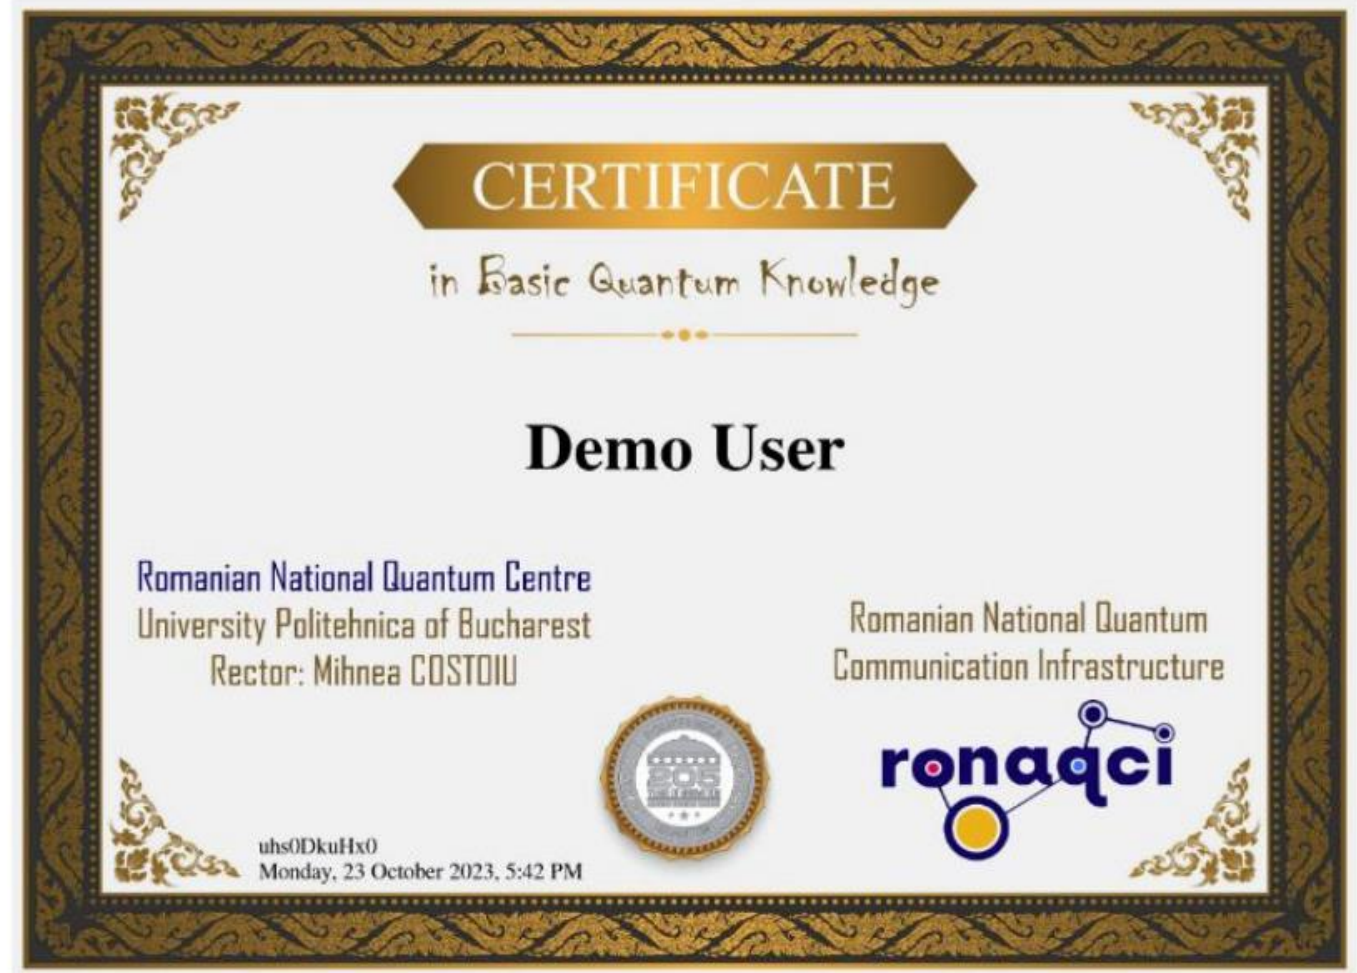 CERTIFICATE
in Basic Quantum Knowledge
Demo User
Romanian National Quantum Centre
University Politehnica of Bucharest
Rector: Mihnea COSTOIU
Romanian National Quantum
Communication Infrastructure
ronaqci
205
uhs0DkuHx0
Monday, 23 October 2023, 5:42 PM